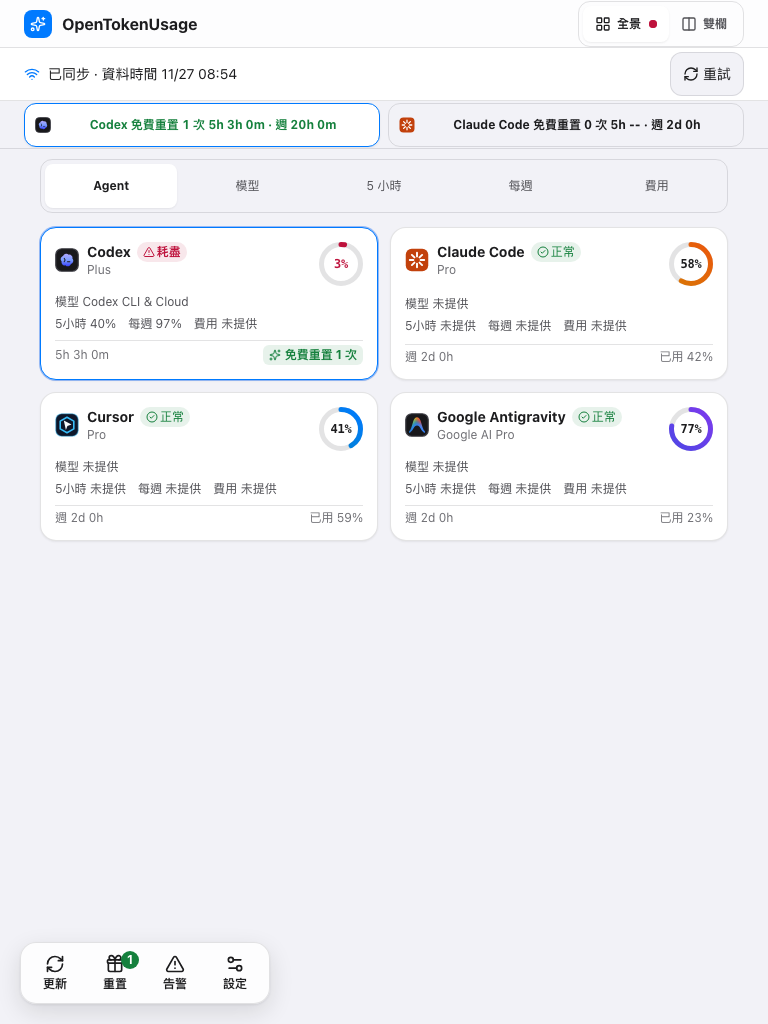 OpenTokenUsage
全景
雙欄
已同步 · 資料時間 11/27 08:54
重試
Codex 免費重置 1 次 5h 3h 0m · 週 20h 0m
Claude Code 免費重置 0 次 5h -- · 週 2d 0h
Agent
模型
5 小時
每週
費用
Codex
耗盡
Plus
3%
模型 Codex CLI & Cloud
5小時 40% 每週 97% 費用 未提供
5h 3h 0m
免費重置 1 次
Claude Code
正常
Pro
58%
模型 未提供
5小時 未提供 每週 未提供 費用 未提供
週 2d 0h
已用 42%
Cursor
正常
Pro
41%
模型 未提供
5小時 未提供 每週 未提供 費用 未提供
週 2d 0h
已用 59%
Google Antigravity
正常
Google AI Pro
77%
模型 未提供
5小時 未提供 每週 未提供 費用 未提供
週 2d 0h
已用 23%
更新
1
重置
告警
設定